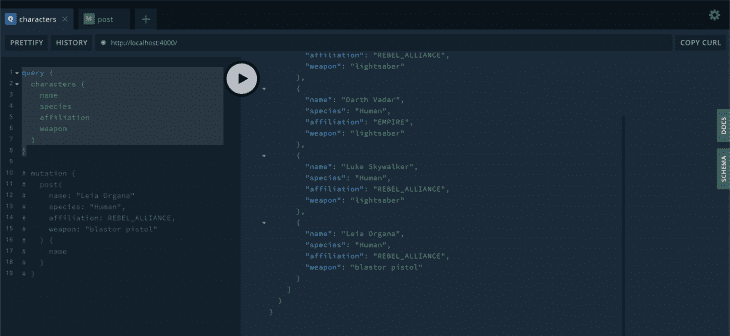 Q characters ×
M post
+
PRETTIFY
HISTORY
http://localhost:4000/
COPY CURL
1 query {
2 characters {
3 name
4 species
5 affiliation
6 weapon
7 }
8 }
9
10 # mutation {
11 # post(
12 # name: "Leia Organa"
13 # species: "Human",
14 # affiliation: REBEL_ALLIANCE,
15 # weapon: "blastor pistol"
16 # ) {
17 # name
18 # }
19 # }
"affiliation": "REBEL_ALLIANCE",
"weapon": "lightsaber"
},
{
"name": "Darth Vadar",
"species": "Human",
"affiliation": "EMPIRE",
"weapon": "lightsaber"
},
{
"name": "Luke Skywalker",
"species": "Human",
"affiliation": "REBEL_ALLIANCE",
"weapon": "lightsaber"
},
{
"name": "Leia Organa",
"species": "Human",
"affiliation": "REBEL_ALLIANCE",
"weapon": "blastor pistol"
}
]
}
}
DOCS
SCHEMA